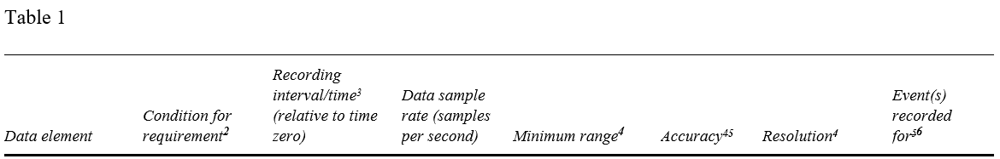 Table 1
Data element
Condition for
requirement2
Recording
interval/time3
(relative to time
zero)
Data sample
rate (samples
per second)
Minimum range4
Accuracy45
Resolution4
Event(s)
recorded
for56